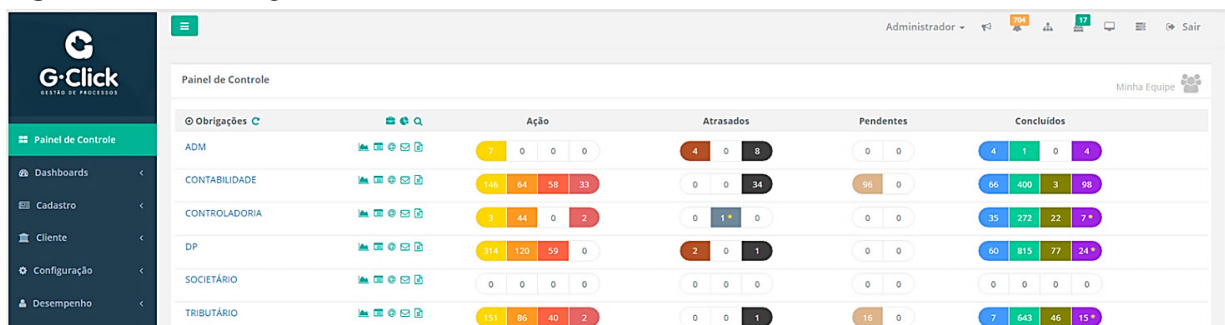 Administrador 704 17 Sair
G-Click
GESTÃO DE PROCESSOS
Painel de Controle
Minha Equipe
Obrigações Ação Atrasados Pendentes Concluídos
Painel de Controle
ADM 7 0 0 0 4 0 8 0 0 4 1 0 4
Dashboards
CONTABILIDADE 146 64 58 33 0 0 34 96 0 66 400 3 98
Cadastro
CONTROLADORIA 3 44 0 2 0 1* 0 0 0 35 272 22 7*
Cliente
DP 314 120 59 0 2 0 1 0 0 60 815 77 24*
Configuração
SOCIETÁRIO 0 0 0 0 0 0 0 0 0 0 0 0 0
Desempenho
TRIBUTÁRIO 151 86 40 2 0 0 1 16 0 7 643 46 15*